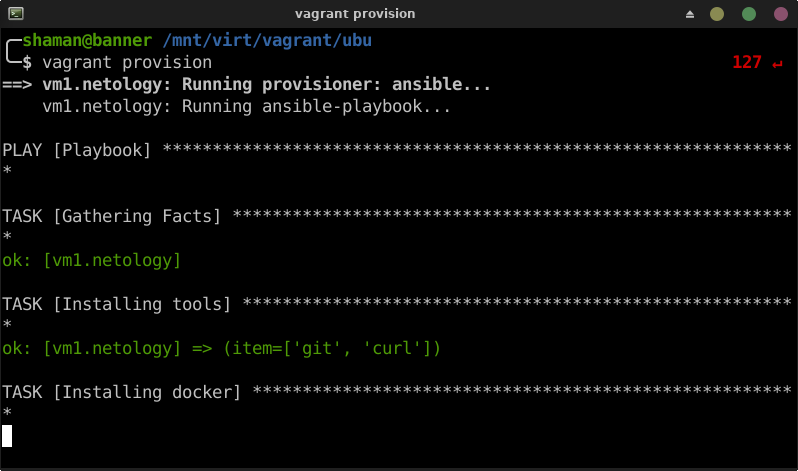 vagrant provision
shaman@banner /mnt/virt/vagrant/ubu
$ vagrant provision 127 ↵
==> vm1.netology: Running provisioner: ansible...
    vm1.netology: Running ansible-playbook...
PLAY [Playbook] ***************************************************************
*
TASK [Gathering Facts] ********************************************************
*
ok: [vm1.netology]
TASK [Installing tools] *******************************************************
*
ok: [vm1.netology] => (item=['git', 'curl'])
TASK [Installing docker] ******************************************************
*